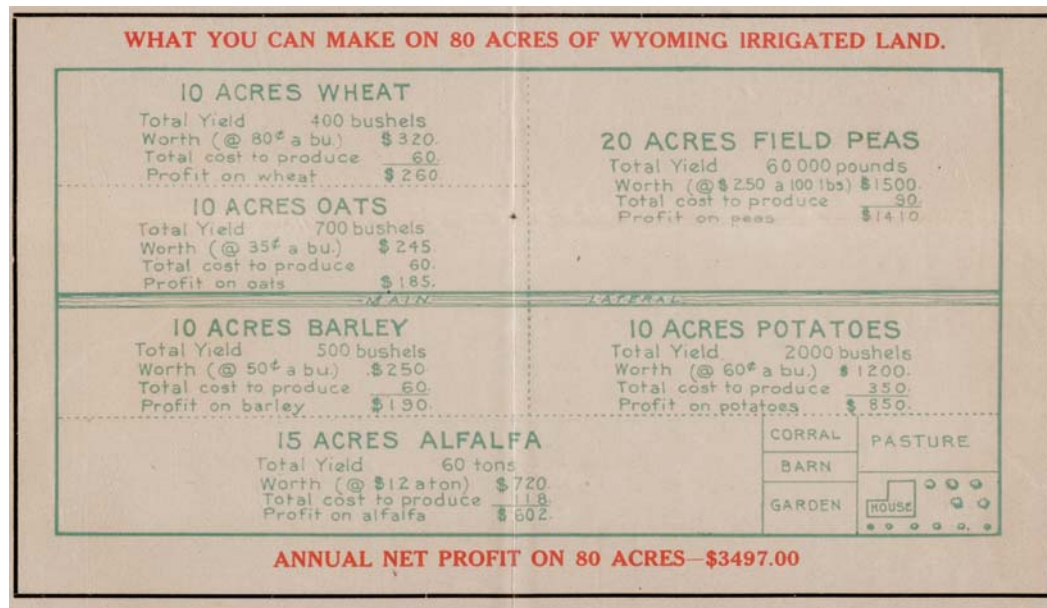 WHAT YOU CAN MAKE ON 80 ACRES OF WYOMING IRRIGATED LAND.
10 ACRES WHEAT
Total Yield 400 bushels
Worth (@ 80¢ a bu.) $320.
Total cost to produce 60.
Profit on wheat $260
10 ACRES OATS
Total Yield 700 bushels
Worth (@ 35¢ a bu.) $245
Total cost to produce 60.
Profit on oats $185.
20 ACRES FIELD PEAS
Total Yield 60.000 pounds
Worth (@ $2.50 a 100 lbs) $1500.
Total cost to produce 90.
Profit on peas $1410.
MAIN LATERAL
10 ACRES BARLEY
Total Yield 500 bushels
Worth (@ 50¢ a bu.) $250
Total cost to produce 60.
Profit on barley $190.
10 ACRES POTATOES
Total Yield 2000 bushels
Worth (@ 60¢ a bu.) $1200.
Total cost to produce 350.
Profit on potatoes $850.
15 ACRES ALFALFA
Total Yield 60 tons
Worth (@ $12 a ton) $720.
Total cost to produce 118.
Profit on alfalfa $602.
CORRAL
BARN
GARDEN
PASTURE
HOUSE
ANNUAL NET PROFIT ON 80 ACRES—$3497.00